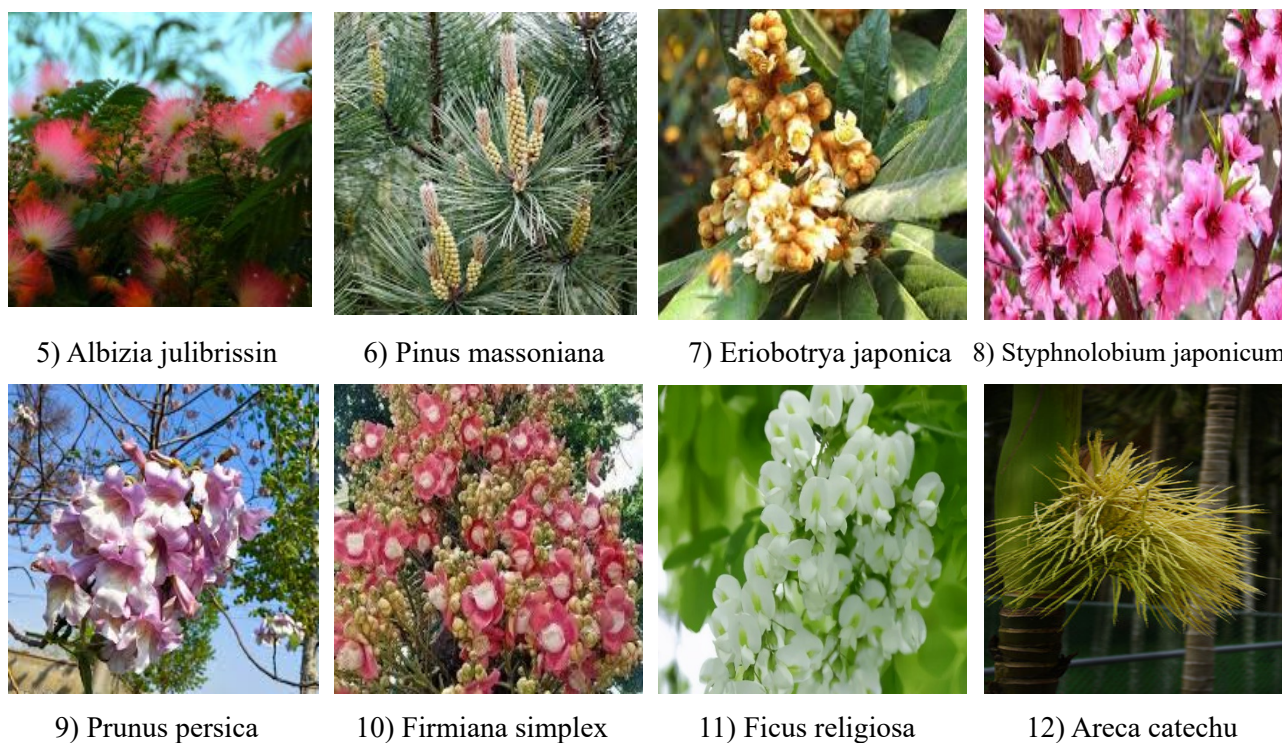 5) Albizia julibrissin
6) Pinus massoniana
7) Eriobotrya japonica
8) Styphnolobium japonicum
9) Prunus persica
10) Firmiana simplex
11) Ficus religiosa
12) Areca catechu